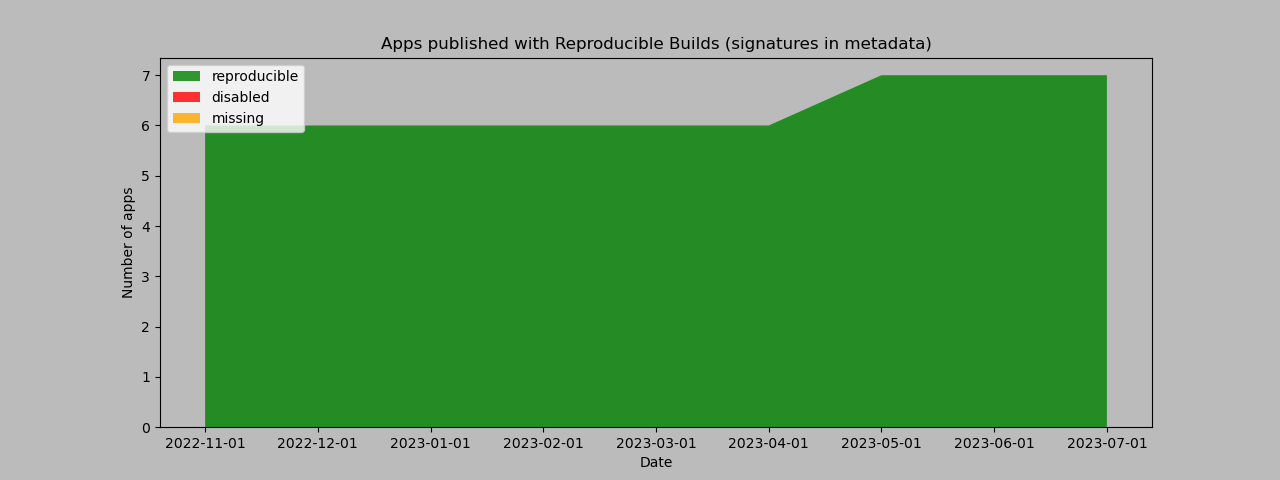 Apps published with Reproducible Builds (signatures in metadata)
reproducible
disabled
missing
Number of apps
7
6
5
4
3
2
1
0
2022-11-01 2022-12-01 2023-01-01 2023-02-01 2023-03-01 2023-04-01 2023-05-01 2023-06-01 2023-07-01
Date